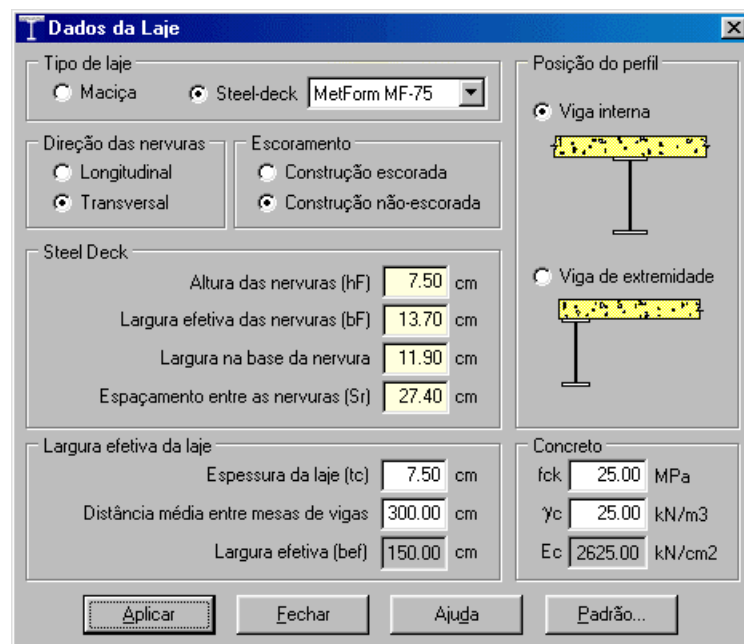 Dados da Laje
Tipo de laje
Maciça
Steel-deck
MetForm MF-75
Direção das nervuras
Longitudinal
Transversal
Escoramento
Construção escorada
Construção não-escorada
Posição do perfil
Viga interna
Viga de extremidade
Steel Deck
Altura das nervuras (hF) 7.50 cm
Largura efetiva das nervuras (bF) 13.70 cm
Largura na base da nervura 11.90 cm
Espaçamento entre as nervuras (Sr) 27.40 cm
Largura efetiva da laje
Espessura da laje (tc) 7.50 cm
Distância média entre mesas de vigas 300.00 cm
Largura efetiva (bef) 150.00 cm
Concreto
fck 25.00 MPa
γc 25.00 kN/m3
Ec 2625.00 kN/cm2
Aplicar
Fechar
Ajuda
Padrão...